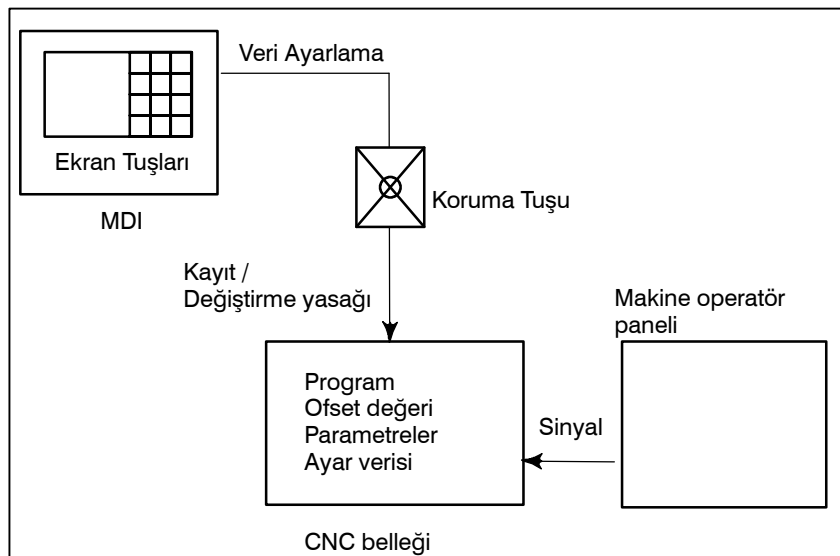 Veri Ayarlama
Ekran Tuşları
MDI
Koruma Tuşu
Kayıt /
Değiştirme yasağı
Makine operatör
paneli
Program
Ofset değeri
Parametreler
Ayar verisi
Sinyal
CNC belleği